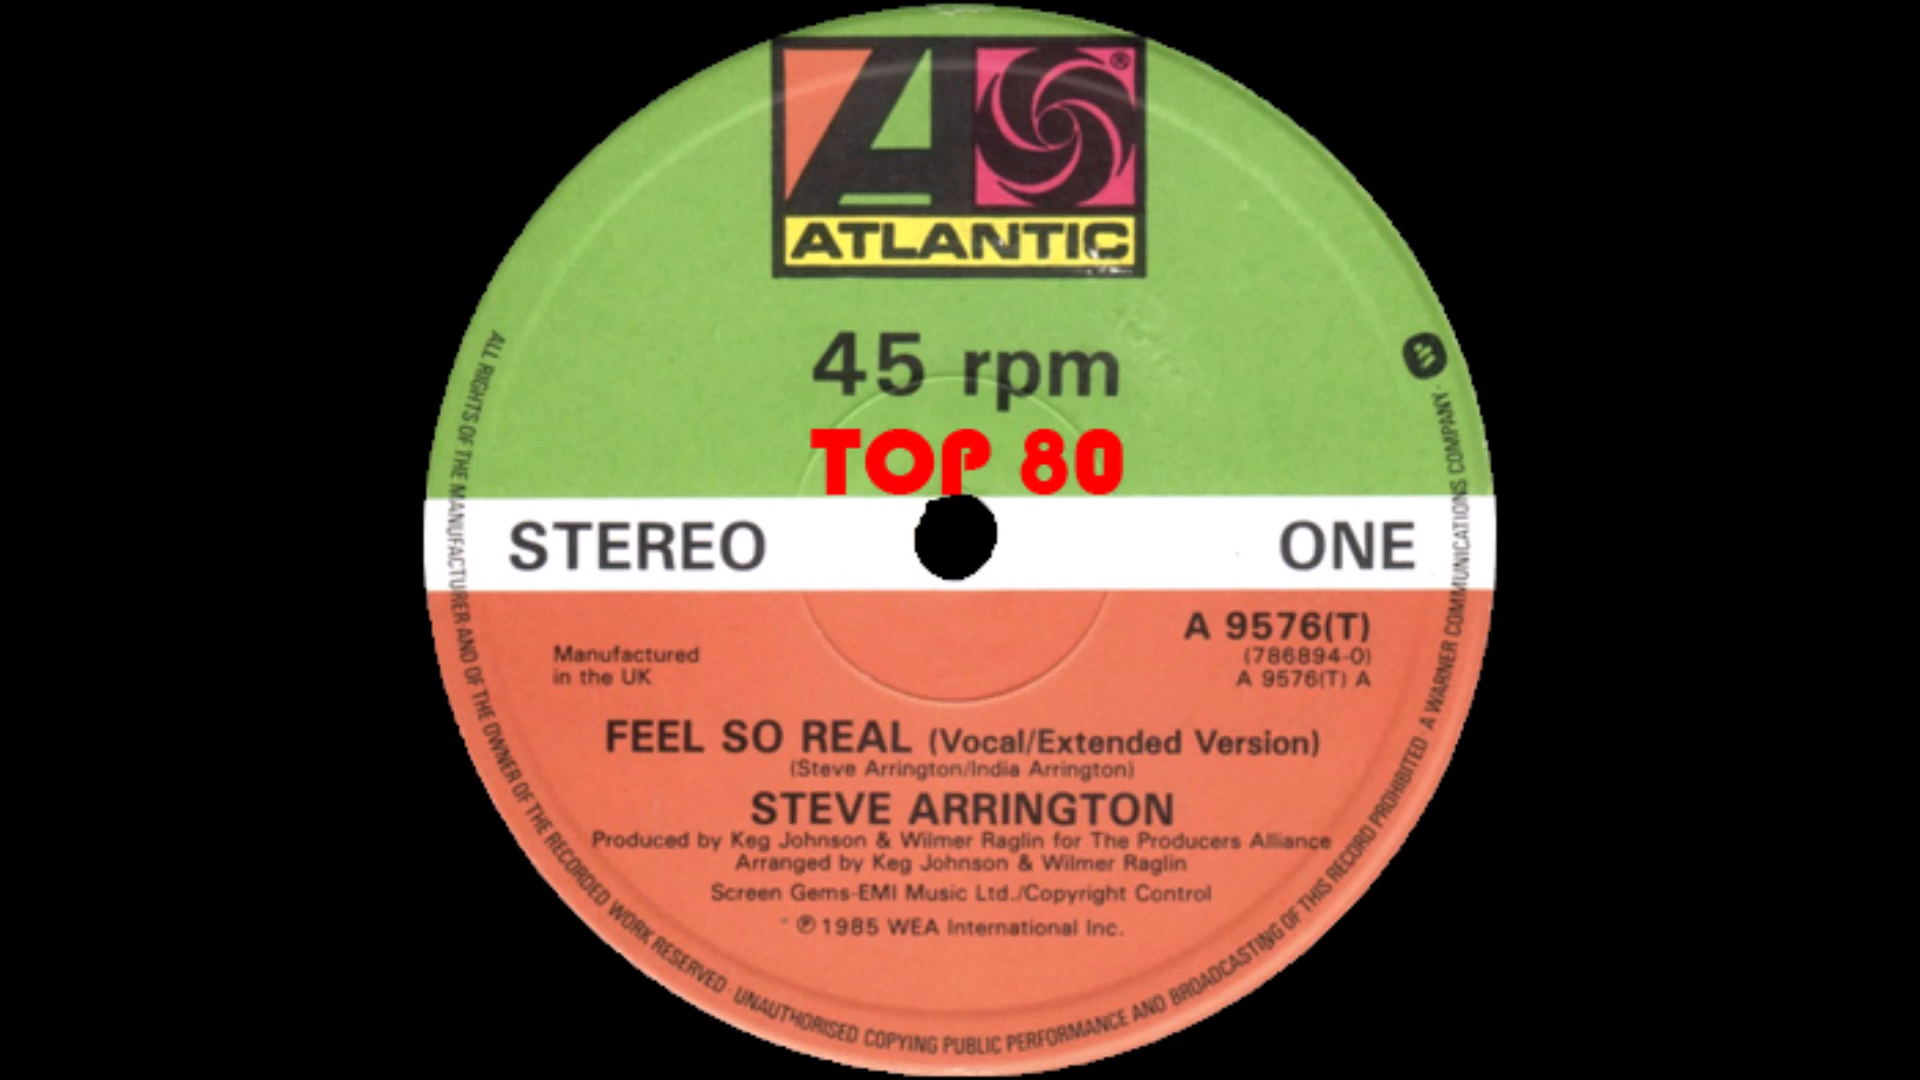 ATLANTIC
®
45 rpm
TOP 80
STEREO
ONE
A 9576(T)
(786894-0)
A 9576(T) A
Manufactured
in the UK
FEEL SO REAL (Vocal/Extended Version)
(Steve Arrington/India Arrington)
STEVE ARRINGTON
Produced by Keg Johnson & Wilmer Raglin for The Producers Alliance
Arranged by Keg Johnson & Wilmer Raglin
Screen Gems-EMI Music Ltd./Copyright Control
℗ 1985 WEA International Inc.
ALL RIGHTS OF THE MANUFACTURER AND OF THE OWNER OF THE RECORDED WORK RESERVED · UNAUTHORISED COPYING PUBLIC PERFORMANCE AND BROADCASTING OF THIS RECORD PROHIBITED · A WARNER COMMUNICATIONS COMPANY ·